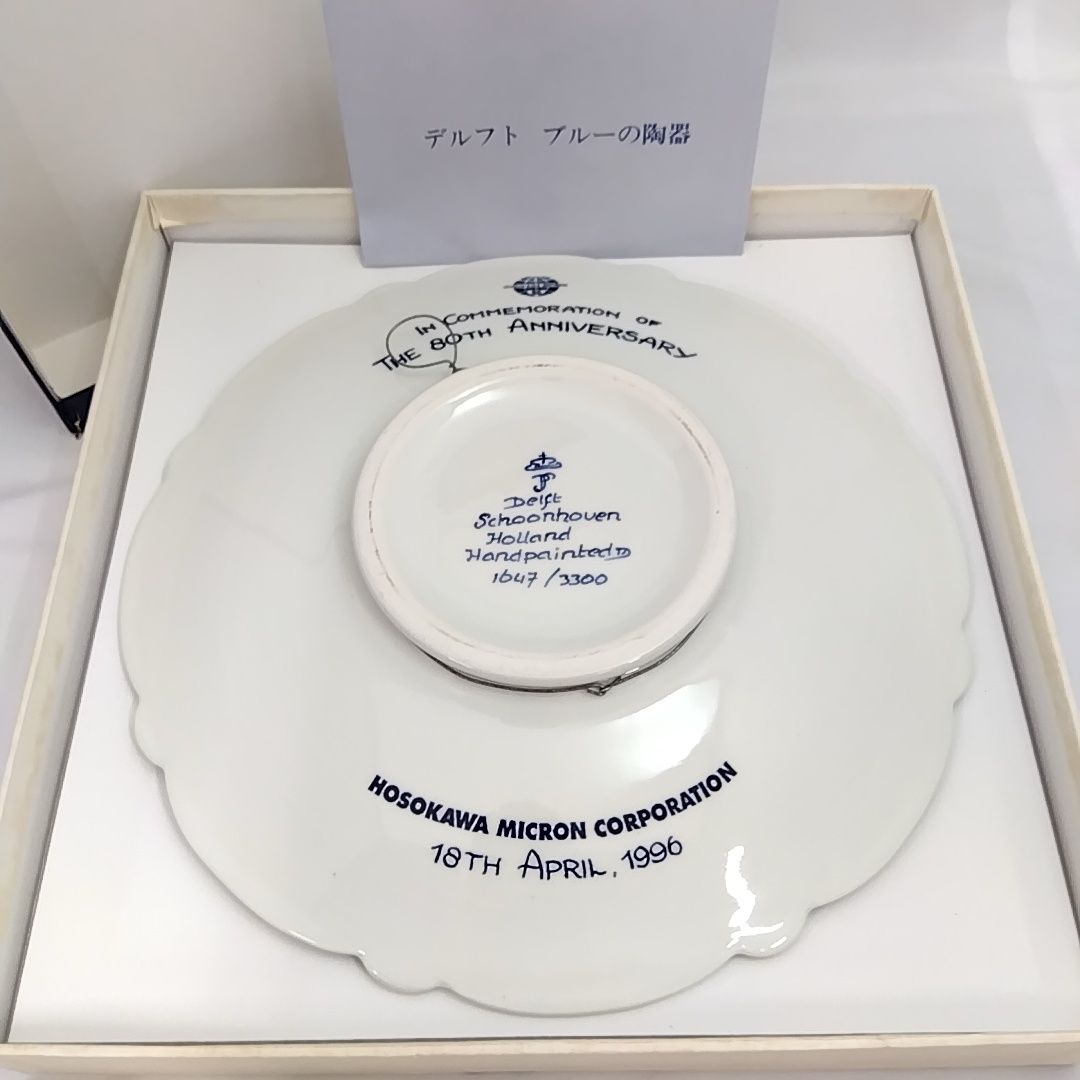 デルフト ブルーの陶器
IN COMMEMORATION OF
THE 80TH ANNIVERSARY
Delft
Schoonhoven
Holland
Handpainted
1647/3300
HOSOKAWA MICRON CORPORATION
18TH APRIL, 1996